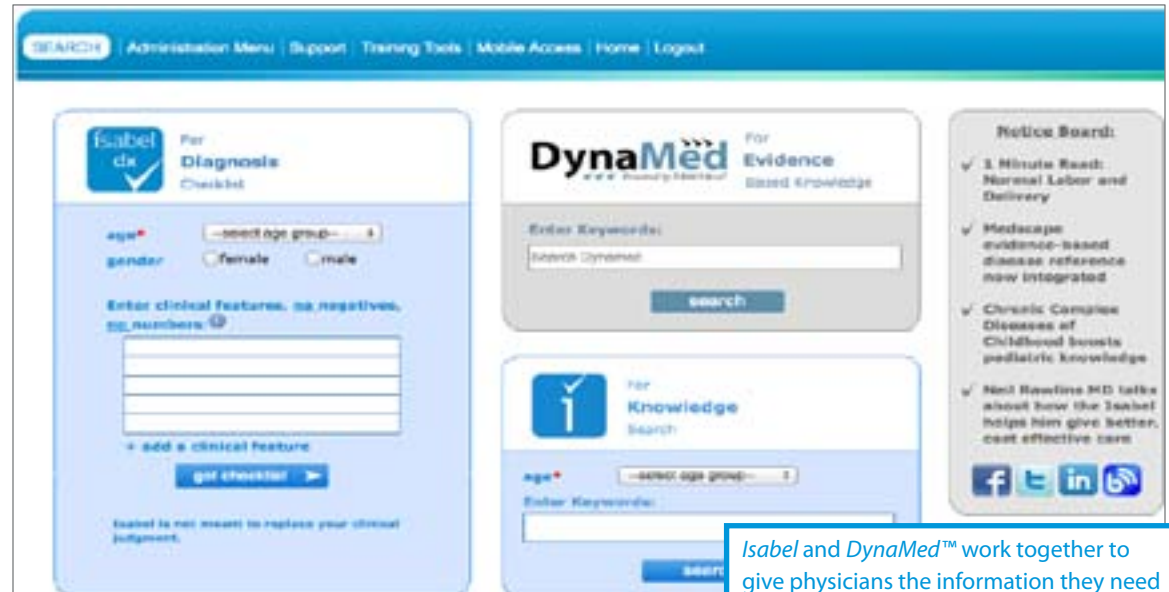 SEARCH | Administration Menu | Support | Training Tools | Mobile Access | Home | Logout
isabel
dx
For
Diagnosis
Checklist
age* --select age group--
gender female male
Enter clinical features, no negatives,
no numbers:
+ add a clinical feature
get checklist
Isabel is not meant to replace your clinical
judgment.
DynaMed
For
Evidence
Based Knowledge
Enter Keywords:
Search Dynamed
search
i
For
Knowledge
Search
age* --select age group--
Enter Keywords:
Notice Board:
✓ 1 Minute Read:
Normal Labor and
Delivery
✓ Medscape
evidence-based
disease reference
now integrated
✓ Chronic Complex
Diseases of
Childhood boosts
pediatric knowledge
✓ Neil Rawlins MD talks
about how the Isabel
helps him give better,
cost effective care
f t in
Isabel and DynaMed™ work together to
give physicians the information they need